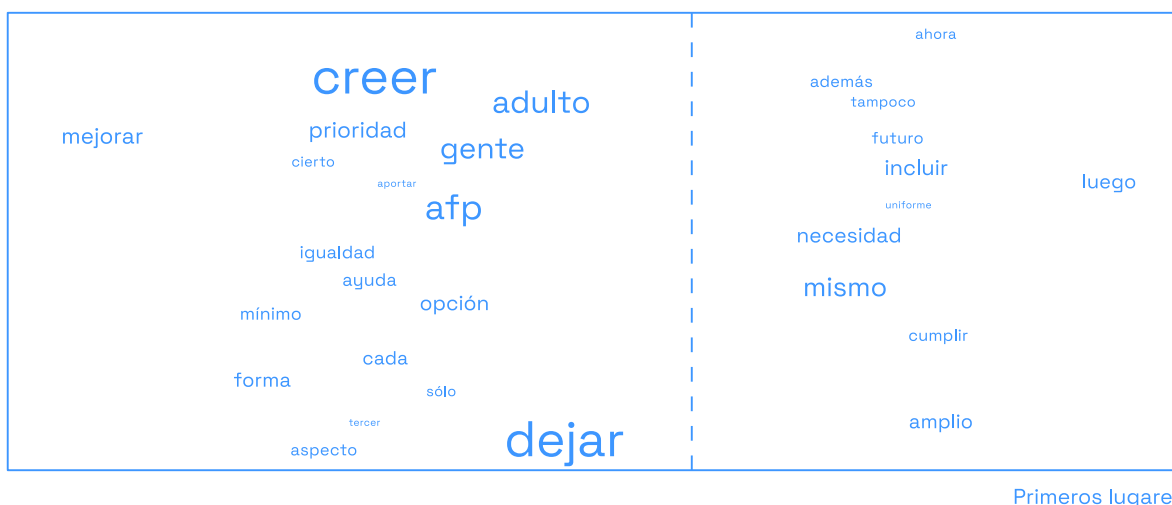 ahora
creer
además
adulto
tampoco
prioridad
mejorar
futuro
gente
cierto
incluir
luego
aportar
afp
uniforme
necesidad
igualdad
ayuda
mismo
opción
mínimo
cumplir
cada
forma
sólo
tercer
amplio
dejar
aspecto
Primeros lugare